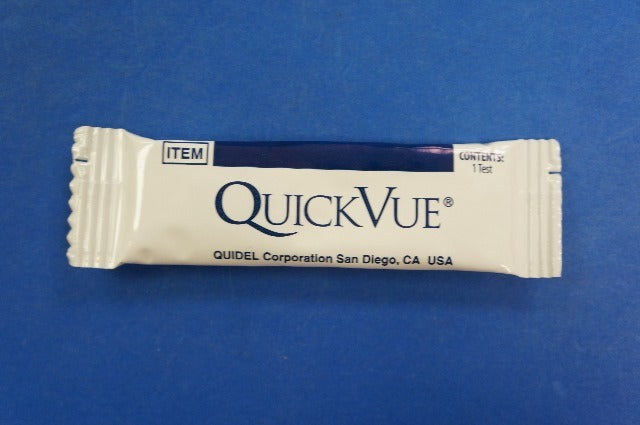 ITEM
CONTENTS:
1 Test
QUICKVUE®
QUIDEL Corporation San Diego, CA USA